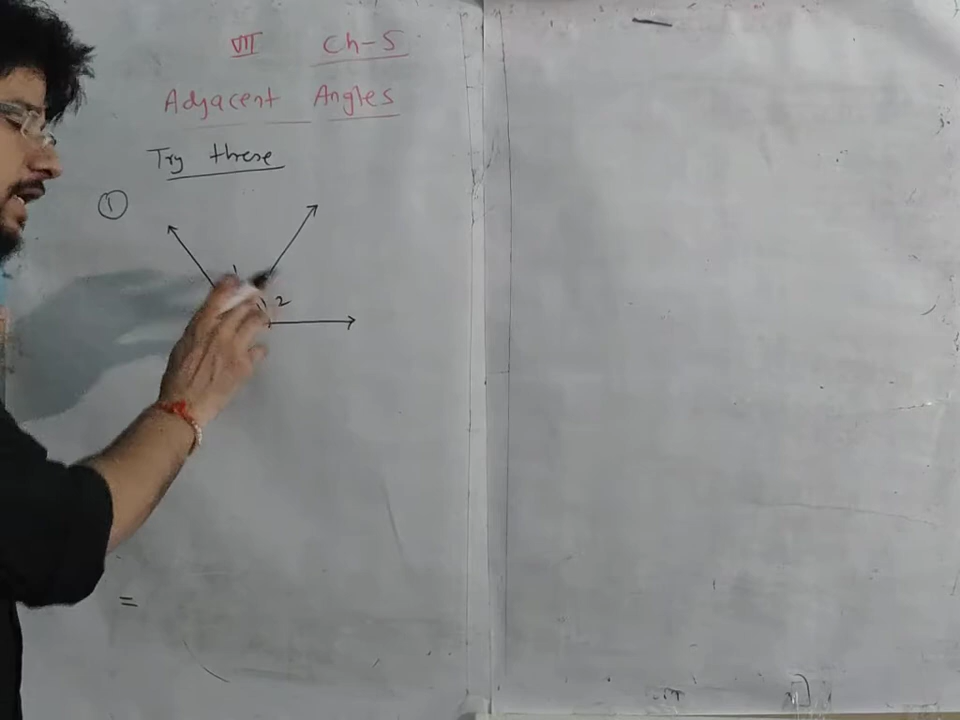 VII Ch-5
Adjacent Angles
Try these
1
1
2
=